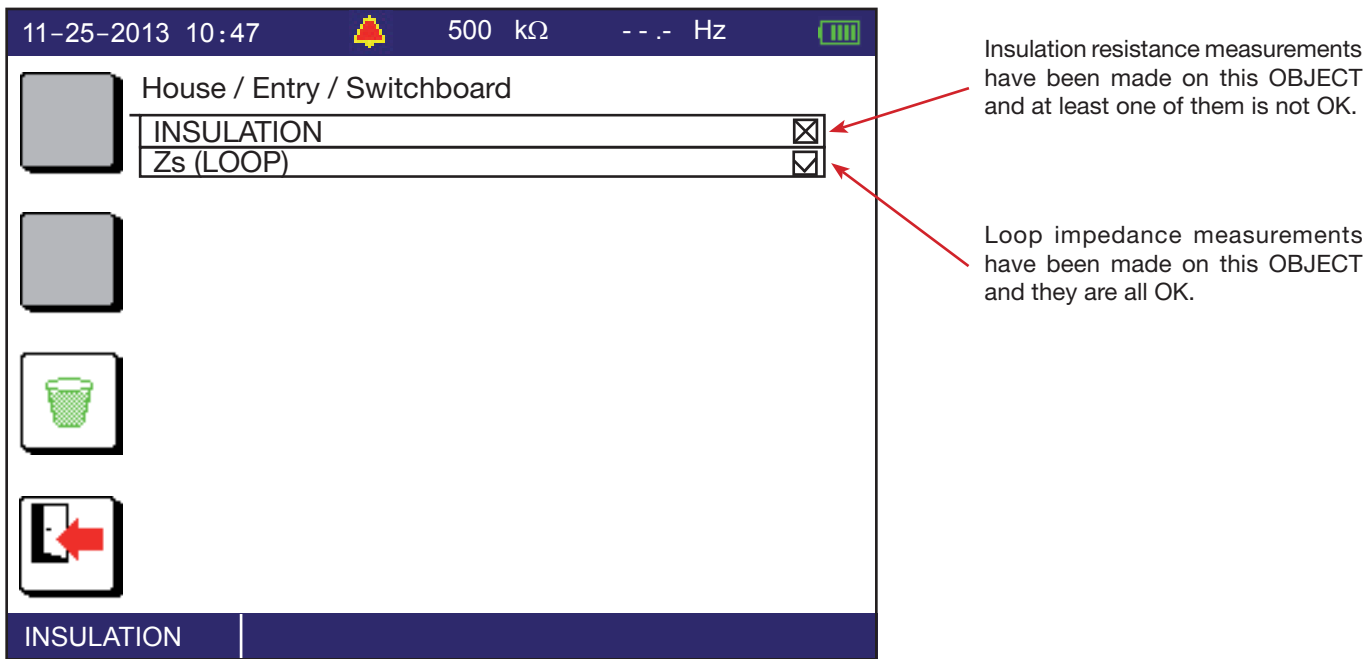 11-25-2013 10:47 500 kΩ - - .- Hz
House / Entry / Switchboard
INSULATION
Zs (LOOP)
INSULATION
Insulation resistance measurements
have been made on this OBJECT
and at least one of them is not OK.
Loop impedance measurements
have been made on this OBJECT
and they are all OK.